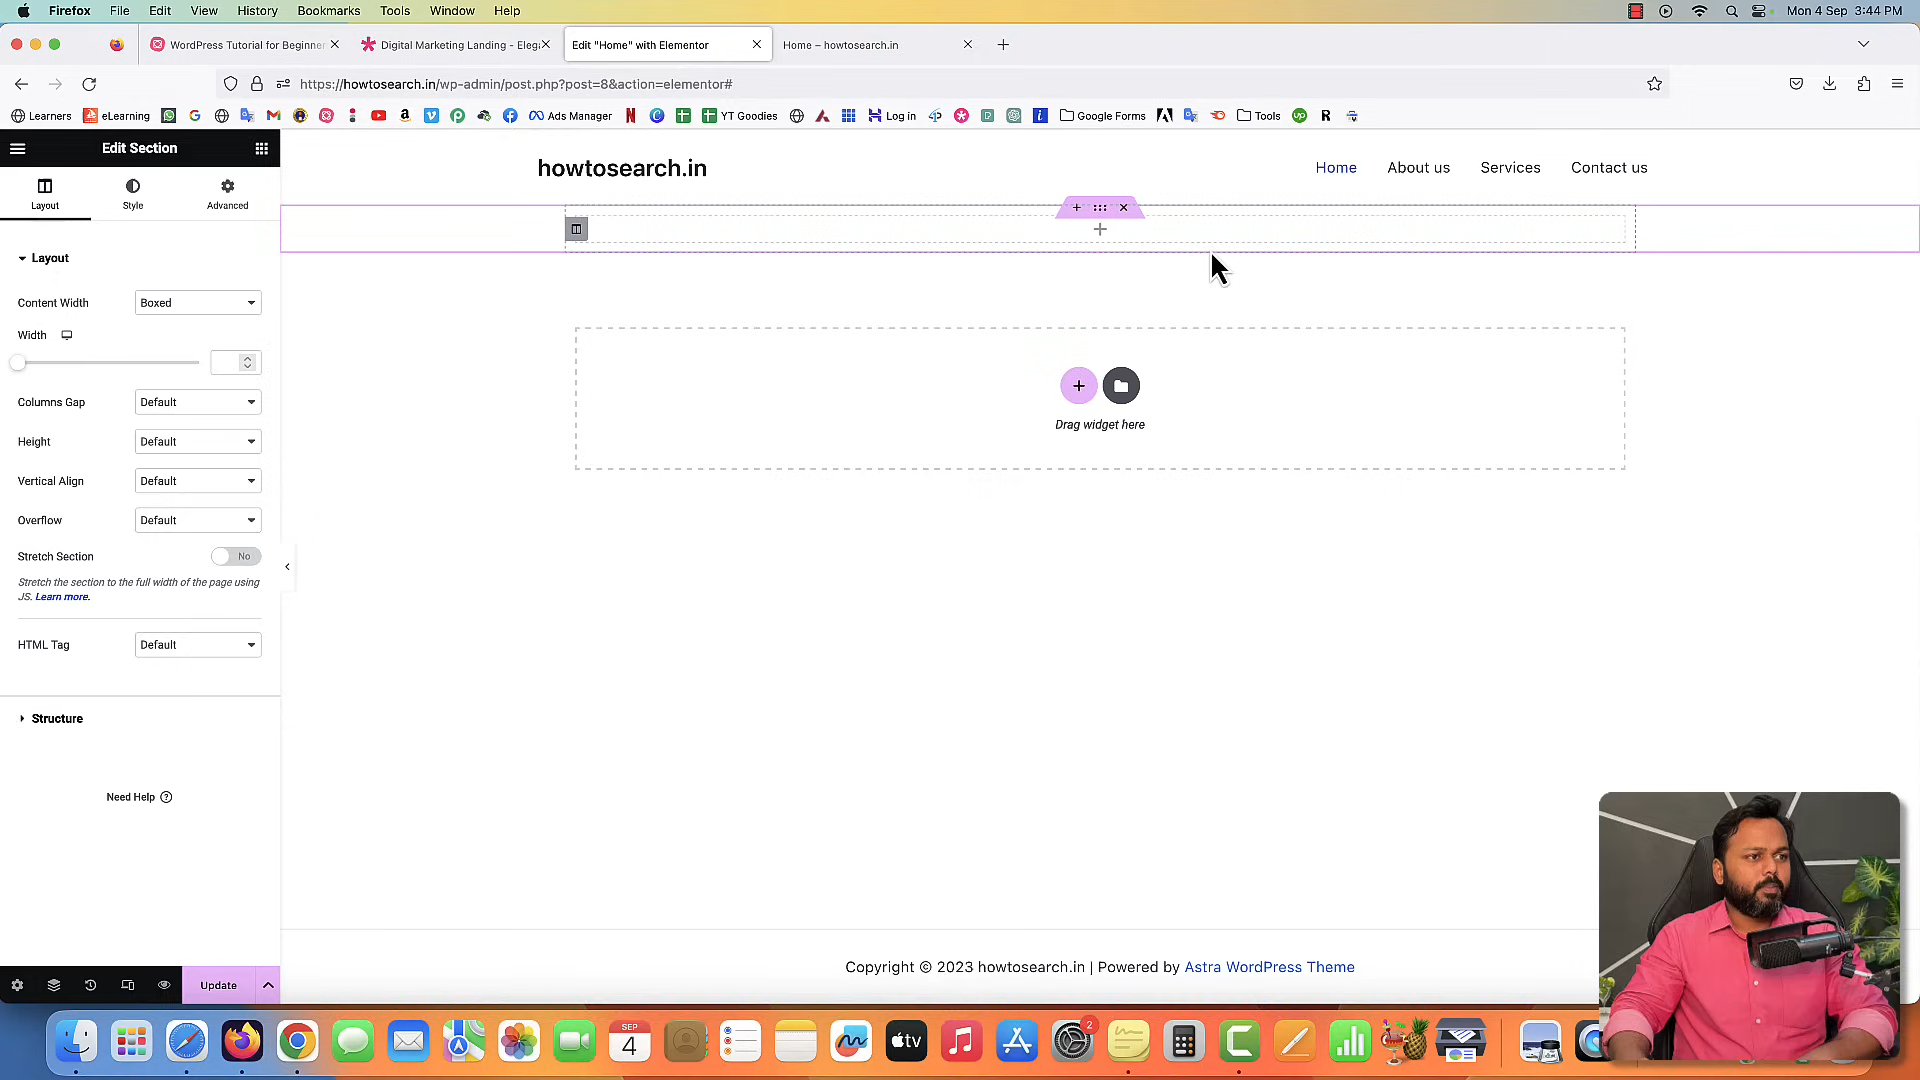 Firefox File Edit View History Bookmarks Tools Window Help Mon 4 Sep 3:44 PM
WordPress Tutorial for Beginner Digital Marketing Landing - Eleg Edit "Home" with Elementor Home – howtosearch.in
https://howtosearch.in/wp-admin/post.php?post=8&action=elementor#
Learners eLearning Ads Manager YT Goodies Log in Google Forms Tools
Edit Section
Layout Style Advanced
howtosearch.in Home About us Services Contact us
Layout
Content Width Boxed
Width
Columns Gap Default
Height Default
Vertical Align Default
Overflow Default
Stretch Section No
Stretch the section to the full width of the page using
JS. Learn more.
HTML Tag Default
Structure
Need Help
Drag widget here
Copyright © 2023 howtosearch.in | Powered by Astra WordPress Theme
Update
SEP
4
tv
2